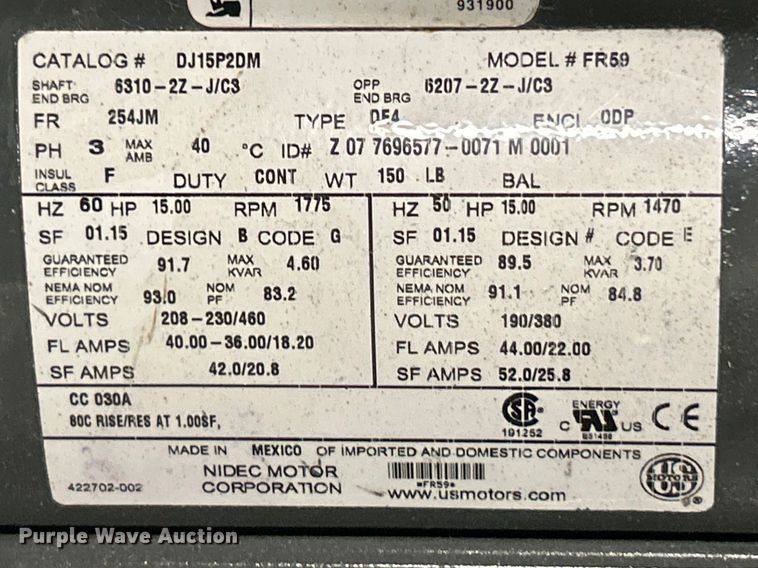 931900
CATALOG # DJ15P2DM MODEL # FR59
SHAFT END BRG 6310-2Z-J/C3 OPP END BRG 6207-2Z-J/C3
FR 254JM TYPE DE4 ENCL ODP
PH 3 MAX AMB 40 °C ID# Z 07 7696577-0071 M 0001
INSUL CLASS F DUTY CONT WT 150 LB BAL
HZ 60 HP 15.00 RPM 1775
SF 01.15 DESIGN B CODE G
GUARANTEED EFFICIENCY 91.7 MAX KVAR 4.60
NEMA NOM EFFICIENCY 93.0 NOM PF 83.2
VOLTS 208-230/460
FL AMPS 40.00-36.00/18.20
SF AMPS 42.0/20.8
HZ 50 HP 15.00 RPM 1470
SF 01.15 DESIGN # CODE E
GUARANTEED EFFICIENCY 89.5 MAX KVAR 3.70
NEMA NOM EFFICIENCY 91.1 NOM PF 84.8
VOLTS 190/380
FL AMPS 44.00/22.00
SF AMPS 52.0/25.8
CC 030A
80C RISE/RES AT 1.00SF,
SA 191252
ENERGY
C UL US
CE
MADE IN MEXICO OF IMPORTED AND DOMESTIC COMPONENTS
NIDEC MOTOR
CORPORATION
422702-002
*FR59*
www.usmotors.com
US MOTORS ®
Purple Wave Auction